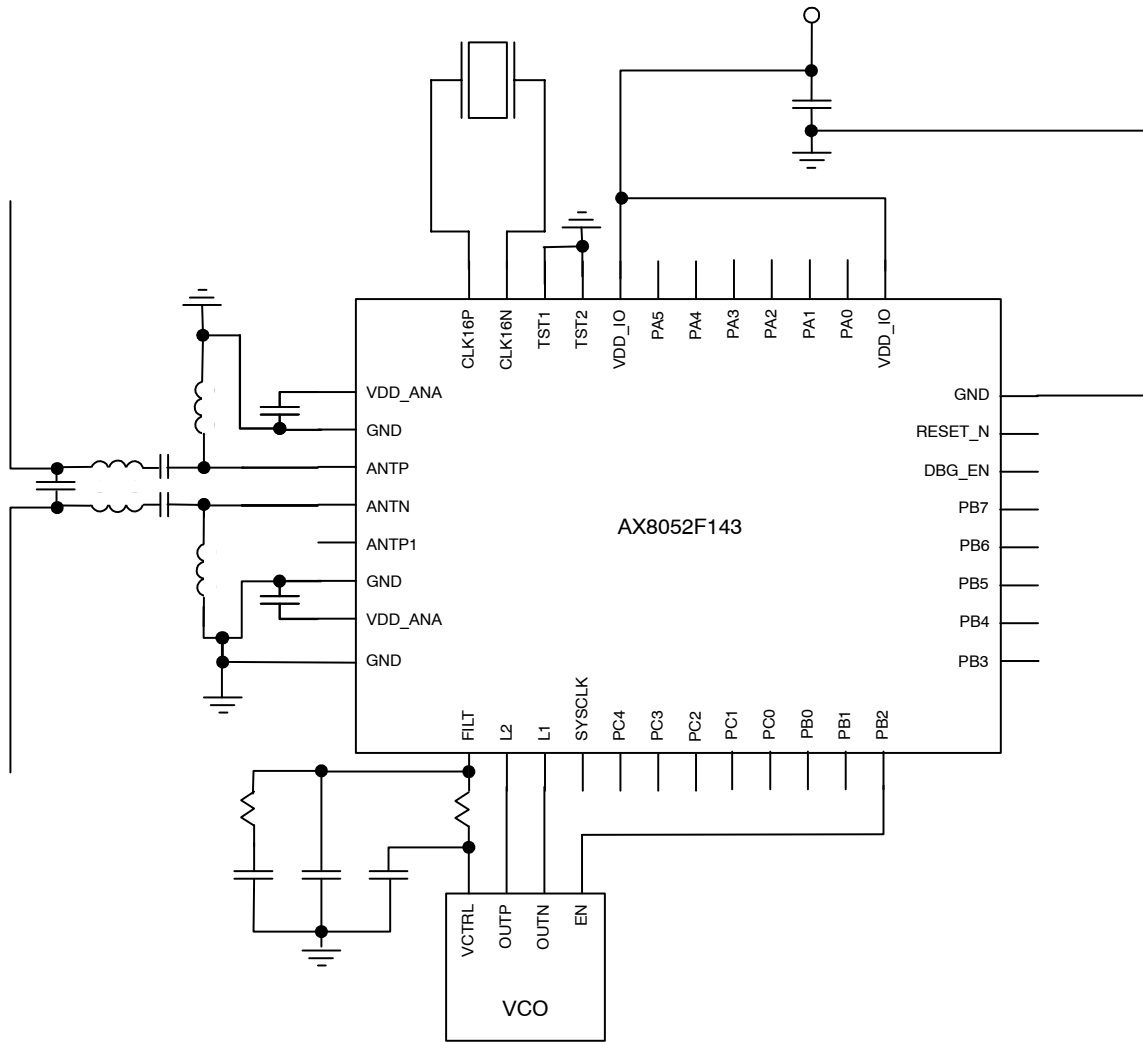 CLK16P
CLK16N
TST1
TST2
VDD_IO
PA5
PA4
PA3
PA2
PA1
PA0
VDD_IO
VDD_ANA
GND
ANTP
ANTN
ANTP1
GND
VDD_ANA
GND
AX8052F143
GND
RESET_N
DBG_EN
PB7
PB6
PB5
PB4
PB3
FILT
L2
L1
SYSCLK
PC4
PC3
PC2
PC1
PC0
PB0
PB1
PB2
VCTRL
OUTP
OUTN
EN
VCO